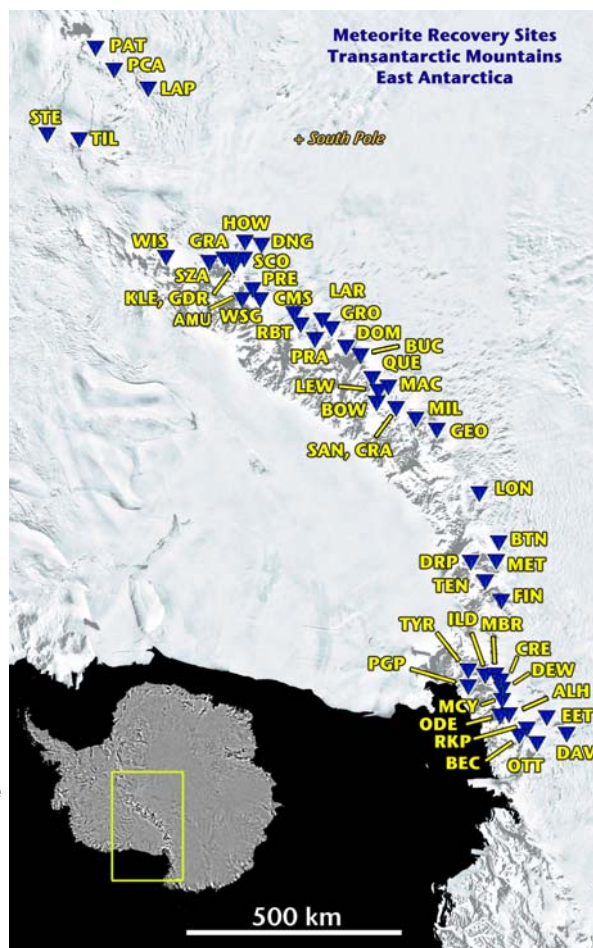 Meteorite Recovery Sites
Transantarctic Mountains
East Antarctica
PAT
PCA
LAP
STE
TIL
+ South Pole
HOW
WIS
GRA
DNG
SZA
SCO
PRE
KLE, GDR
CMS
LAR
AMU
WSG
GRO
RBT
DOM
PRA
BUC
QUE
LEW
MAC
BOW
MIL
SAN, CRA
GEO
LON
BTN
DRP
MET
TEN
FIN
TYR
ILD
MBR
CRE
PGP
DEW
MCY
ALH
ODE
EET
RKP
DAV
BEC
OTT
500 km